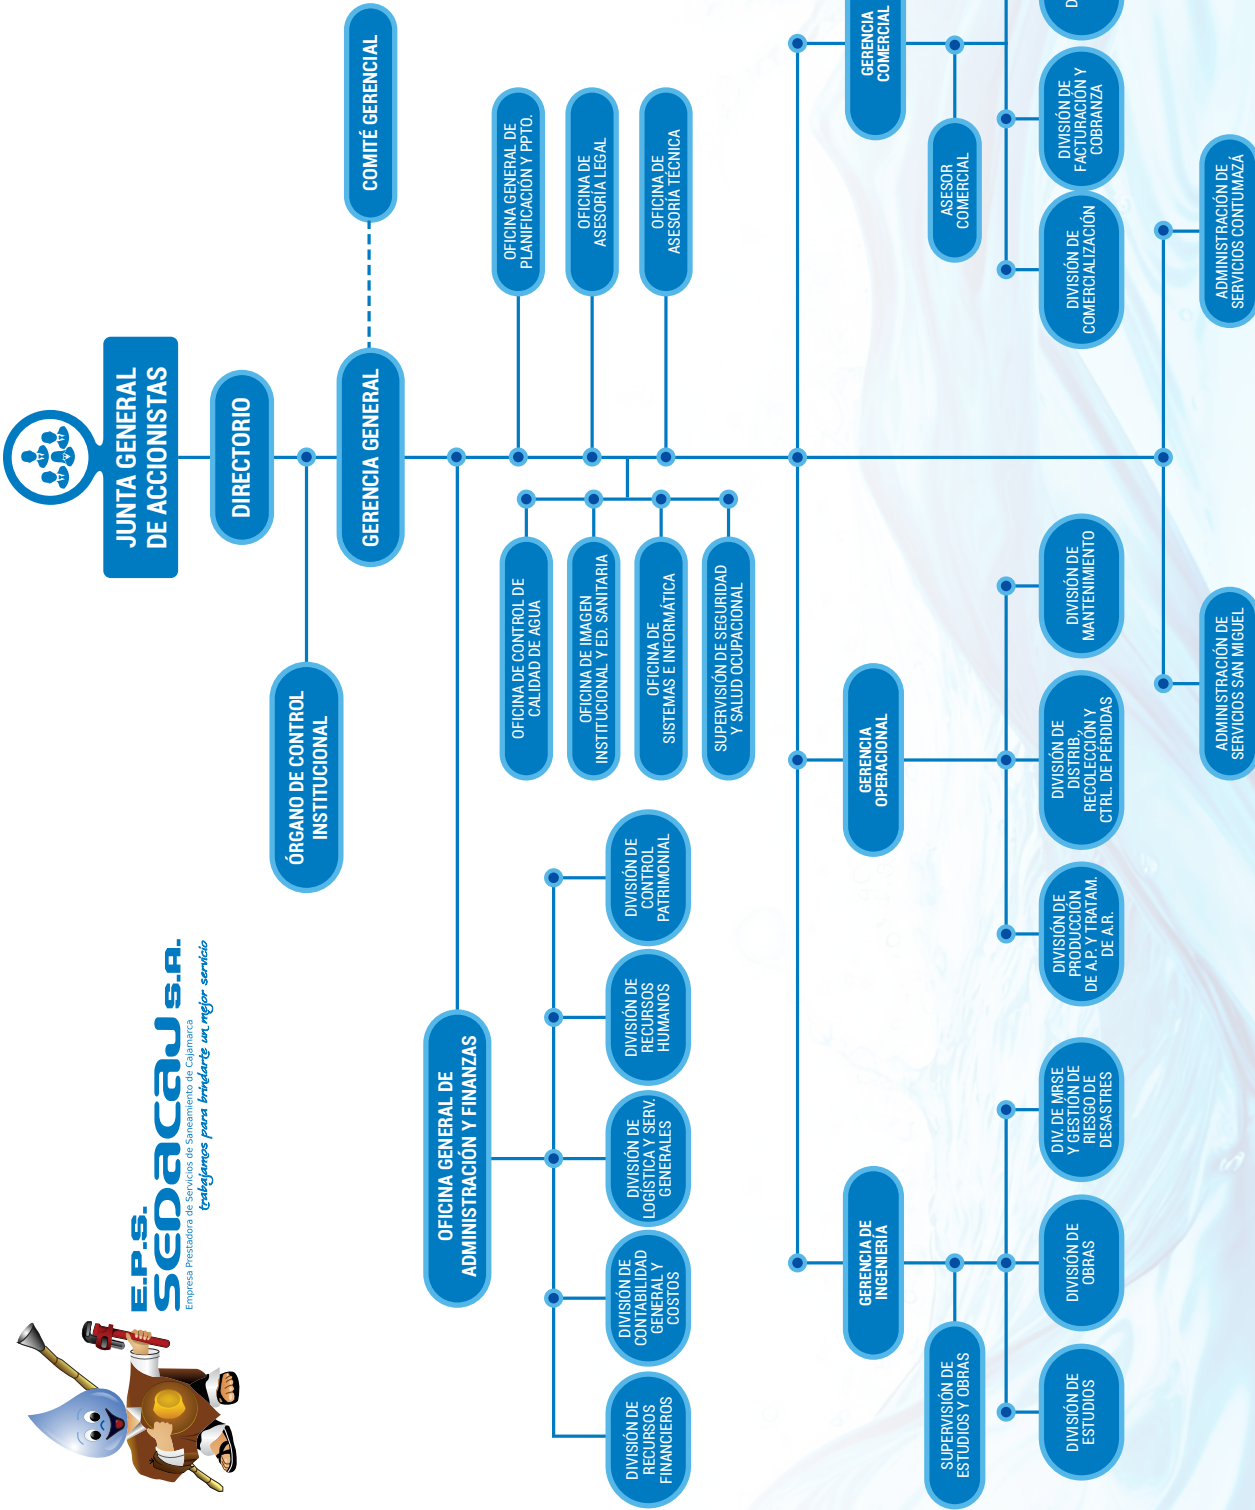 E.P.S.
SEDACAJ S.A.
Empresa Prestadora de Servicios de Saneamiento de Cajamarca
trabajamos para brindarte un mejor servicio
JUNTA GENERAL
DE ACCIONISTAS
DIRECTORIO
ÓRGANO DE CONTROL
INSTITUCIONAL
GERENCIA GENERAL
COMITÉ GERENCIAL
OFICINA GENERAL DE
ADMINISTRACIÓN Y FINANZAS
OFICINA GENERAL DE
PLANIFICACIÓN Y PPTO.
OFICINA DE
ASESORÍA LEGAL
OFICINA DE
ASESORÍA TÉCNICA
OFICINA DE CONTROL DE
CALIDAD DE AGUA
OFICINA DE IMAGEN
INSTITUCIONAL Y ED. SANITARIA
OFICINA DE
SISTEMAS E INFORMÁTICA
SUPERVISIÓN DE SEGURIDAD
Y SALUD OCUPACIONAL
DIVISIÓN DE
RECURSOS
FINANCIEROS
DIVISIÓN DE
CONTABILIDAD
GENERAL Y
COSTOS
DIVISIÓN DE
LOGÍSTICA Y SERV.
GENERALES
DIVISIÓN DE
RECURSOS
HUMANOS
DIVISIÓN DE
CONTROL
PATRIMONIAL
GERENCIA DE
INGENIERÍA
GERENCIA
OPERACIONAL
GERENCIA
COMERCIAL
SUPERVISIÓN DE
ESTUDIOS Y OBRAS
ASESOR
COMERCIAL
DIVISIÓN DE
ESTUDIOS
DIVISIÓN DE
OBRAS
DIV. DE MRSE
Y GESTIÓN DE
RIESGO DE
DESASTRES
DIVISIÓN DE
PRODUCCIÓN
DE A.P. Y TRATAM.
DE A.R.
DIVISIÓN DE
DISTRIB.,
RECOLECCIÓN Y
CTRL. DE PÉRDIDAS
DIVISIÓN DE
MANTENIMIENTO
DIVISIÓN DE
COMERCIALIZACIÓN
DIVISIÓN DE
FACTURACIÓN Y
COBRANZA
ADMINISTRACIÓN DE
SERVICIOS SAN MIGUEL
ADMINISTRACIÓN DE
SERVICIOS CONTUMAZÁ